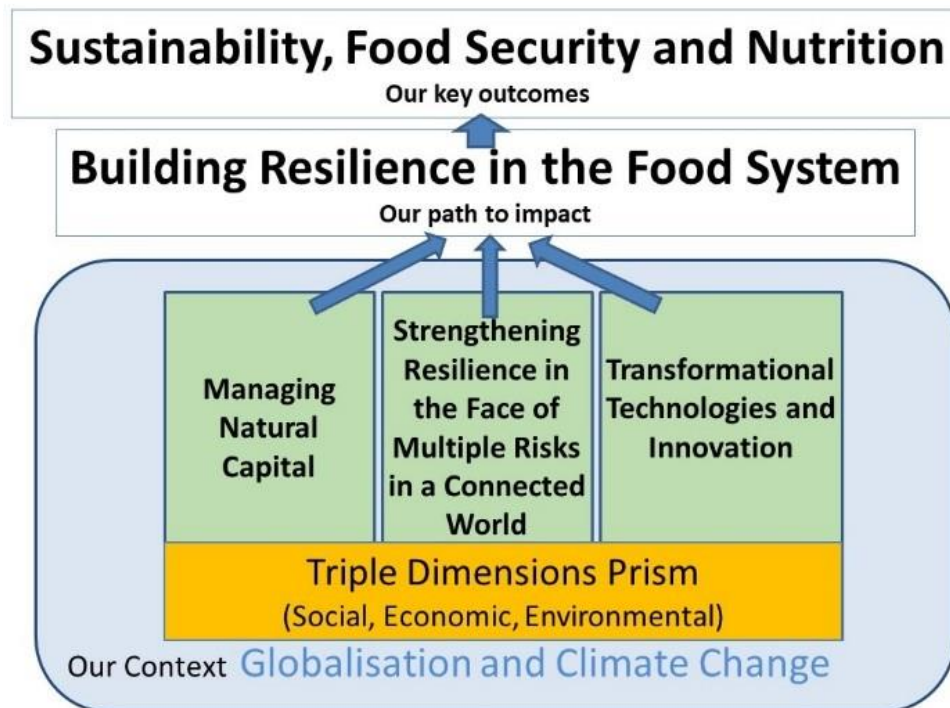 Sustainability, Food Security and Nutrition
Our key outcomes
Building Resilience in the Food System
Our path to impact
Managing
Natural
Capital
Strengthening
Resilience in
the Face of
Multiple Risks
in a Connected
World
Transformational
Technologies and
Innovation
Triple Dimensions Prism
(Social, Economic, Environmental)
Our Context Globalisation and Climate Change